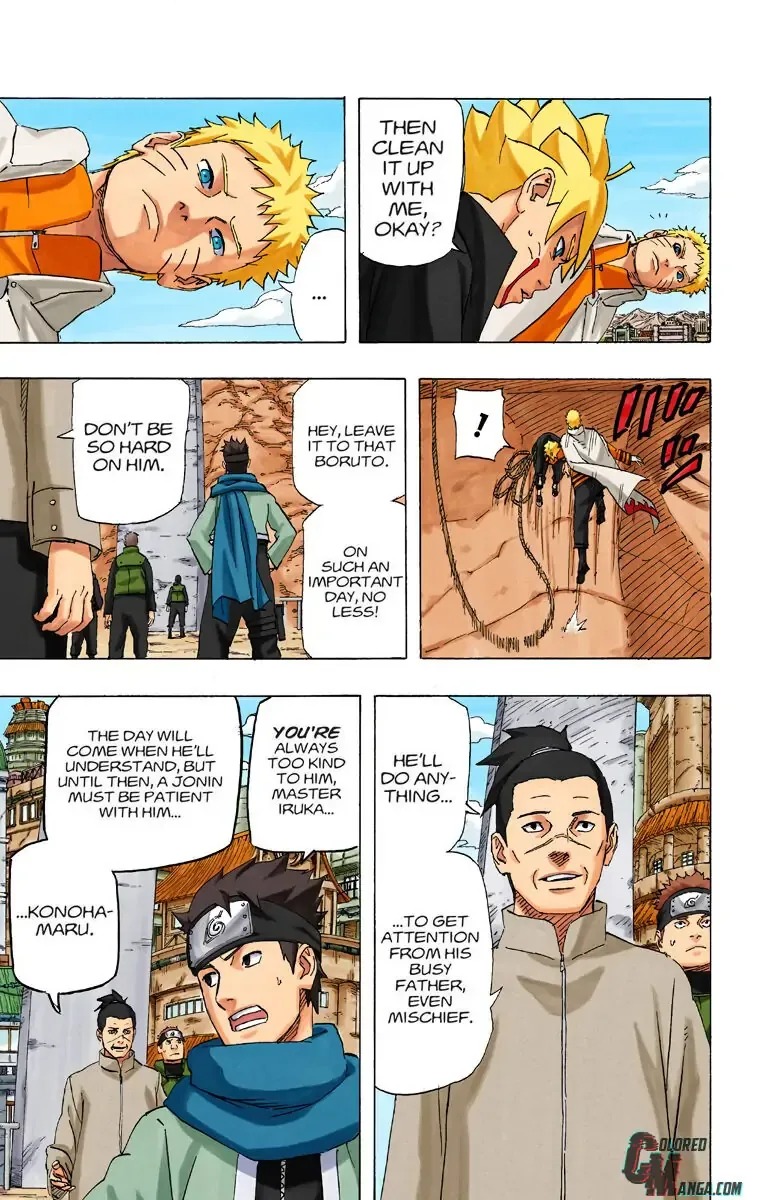 THEN
CLEAN
IT UP
WITH
ME,
OKAY?
...
!
HEY, LEAVE
IT TO THAT
BORUTO.
ON
SUCH AN
IMPORTANT
DAY, NO
LESS!
DON'T BE
SO HARD
ON HIM.
HE'LL
DO ANY-
THING...
...TO GET
ATTENTION
FROM HIS
BUSY
FATHER,
EVEN
MISCHIEF.
YOU'RE
ALWAYS
TOO KIND
TO HIM,
MASTER
IRUKA...
THE DAY WILL
COME WHEN HE'LL
UNDERSTAND, BUT
UNTIL THEN, A JONIN
MUST BE PATIENT
WITH HIM...
...KONOHA-
MARU.
COLORED
MANGA.COM